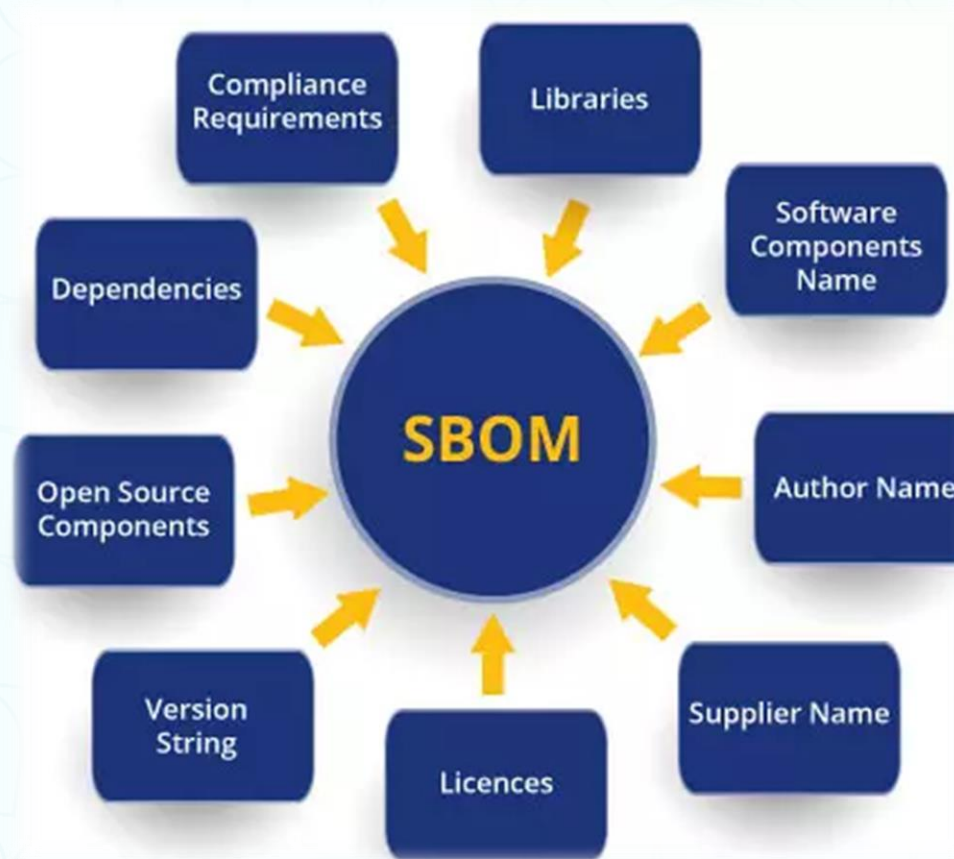 Compliance
Requirements
Libraries
Software
Components
Name
Dependencies
SBOM
Open Source
Components
Author Name
Version
String
Licences
Supplier Name